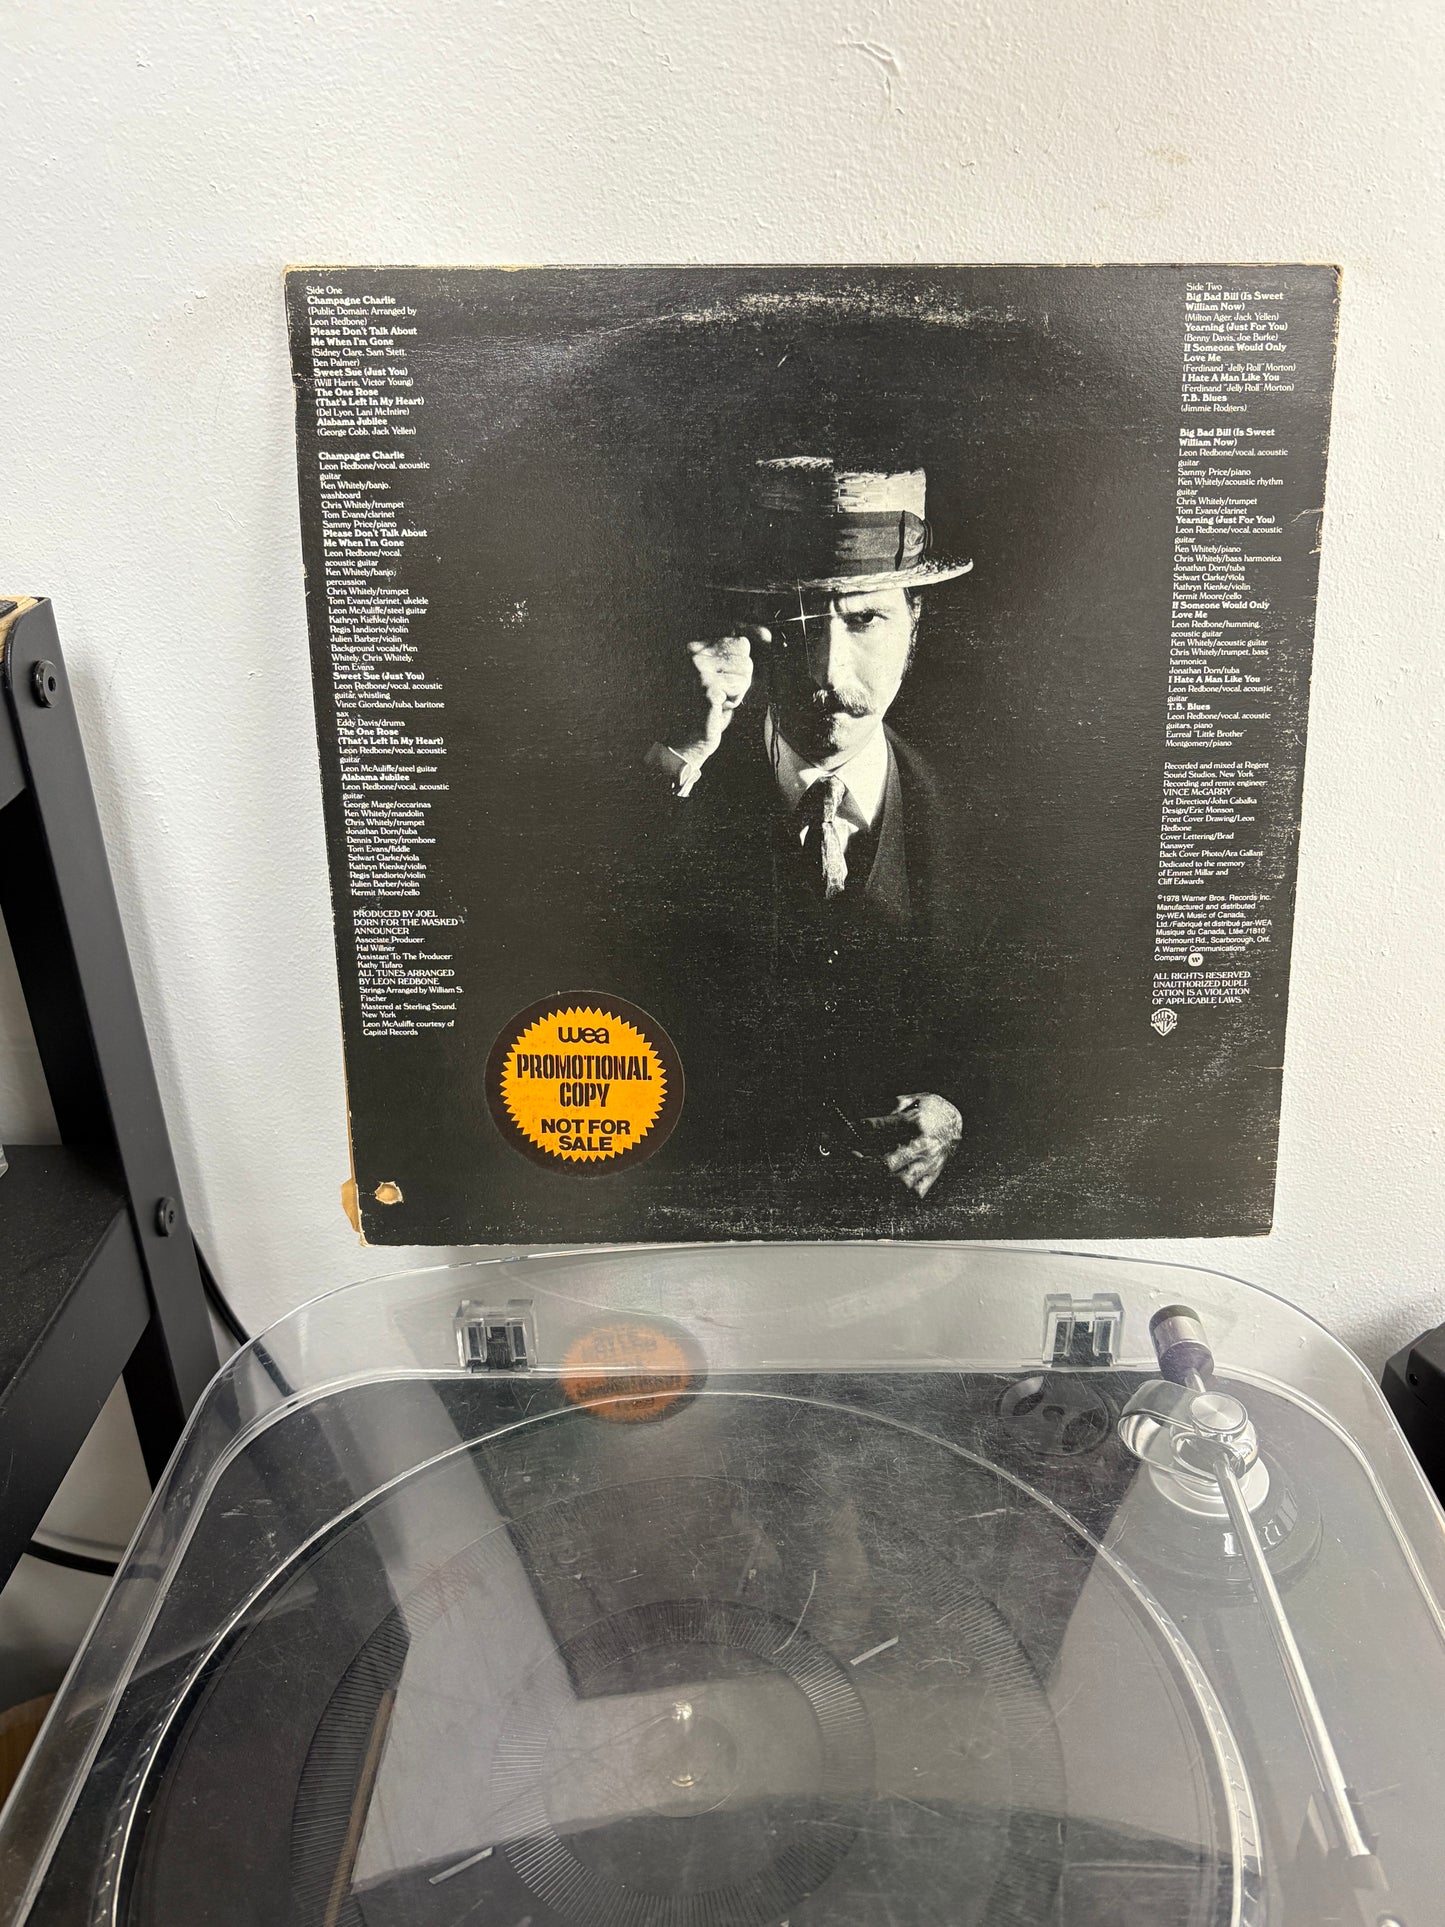 Side One
Champagne Charlie
(Public Domain; Arranged by
Leon Redbone)
Please Don't Talk About
Me When I'm Gone
(Sidney Clare, Sam Stett,
Ben Palmer)
Sweet Sue (Just You)
(Will Harris, Victor Young)
The One Rose
(That's Left In My Heart)
(Del Lyon, Lani McIntire)
Alabama Jubilee
(George Cobb, Jack Yellen)
Champagne Charlie
Leon Redbone/vocal, acoustic
guitar
Ken Whitely/banjo,
washboard
Chris Whitely/trumpet
Tom Evans/clarinet
Sammy Price/piano
Please Don't Talk About
Me When I'm Gone
Leon Redbone/vocal,
acoustic guitar
Ken Whitely/banjo,
percussion
Chris Whitely/trumpet
Tom Evans/clarinet, ukelele
Leon McAuliffe/steel guitar
Kathryn Kienke/violin
Regis Iandiorio/violin
Julien Barber/violin
Background vocals/Ken
Whitely, Chris Whitely,
Tom Evans
Sweet Sue (Just You)
Leon Redbone/vocal, acoustic
guitar, whistling
Vince Giordano/tuba, baritone
sax
Eddy Davis/drums
The One Rose
(That's Left In My Heart)
Leon Redbone/vocal, acoustic
guitar
Leon McAuliffe/steel guitar
Alabama Jubilee
Leon Redbone/vocal, acoustic
guitar
George Marge/occarinas
Ken Whitely/mandolin
Chris Whitely/trumpet
Jonathan Dorn/tuba
Dennis Drurey/trombone
Tom Evans/fiddle
Selwart Clarke/viola
Kathryn Kienke/violin
Regis Iandiorio/violin
Julien Barber/violin
Kermit Moore/cello
PRODUCED BY JOEL
DORN FOR THE MASKED
ANNOUNCER
Associate Producer:
Hal Willner
Assistant To The Producer:
Kathy Tufaro
ALL TUNES ARRANGED
BY LEON REDBONE
Strings Arranged by William S.
Fischer
Mastered at Sterling Sound,
New York
Leon McAuliffe courtesy of
Capitol Records
wea
PROMOTIONAL
COPY
NOT FOR
SALE
Side Two
Big Bad Bill (Is Sweet
William Now)
(Milton Ager, Jack Yellen)
Yearning (Just For You)
(Benny Davis, Joe Burke)
If Someone Would Only
Love Me
(Ferdinand "Jelly Roll" Morton)
I Hate A Man Like You
(Ferdinand "Jelly Roll" Morton)
T.B. Blues
(Jimmie Rodgers)
Big Bad Bill (Is Sweet
William Now)
Leon Redbone/vocal, acoustic
guitar
Sammy Price/piano
Ken Whitely/acoustic rhythm
guitar
Chris Whitely/trumpet
Tom Evans/clarinet
Yearning (Just For You)
Leon Redbone/vocal, acoustic
guitar
Ken Whitely/piano
Chris Whitely/bass harmonica
Jonathan Dorn/tuba
Selwart Clarke/viola
Kathryn Kienke/violin
Kermit Moore/cello
If Someone Would Only
Love Me
Leon Redbone/humming,
acoustic guitar
Ken Whitely/acoustic guitar
Chris Whitely/trumpet, bass
harmonica
Jonathan Dorn/tuba
I Hate A Man Like You
Leon Redbone/vocal, acoustic
guitar
T.B. Blues
Leon Redbone/vocal, acoustic
guitars, piano
Eurreal "Little Brother"
Montgomery/piano
Recorded and mixed at Regent
Sound Studios, New York
Recording and remix engineer:
VINCE McGARRY
Art Direction/John Cabalka
Design/Eric Monson
Front Cover Drawing/Leon
Redbone
Cover Lettering/Brad
Kanawyer
Back Cover Photo/Ara Gallant
Dedicated to the memory
of Emmet Millar and
Cliff Edwards
©1978 Warner Bros. Records Inc.
Manufactured and distributed
by-WEA Music of Canada,
Ltd./Fabriqué et distribué par-WEA
Musique du Canada, Ltée./1810
Brichmount Rd., Scarborough, Ont.
A Warner Communications
Company
ALL RIGHTS RESERVED.
UNAUTHORIZED DUPLI-
CATION IS A VIOLATION
OF APPLICABLE LAWS.